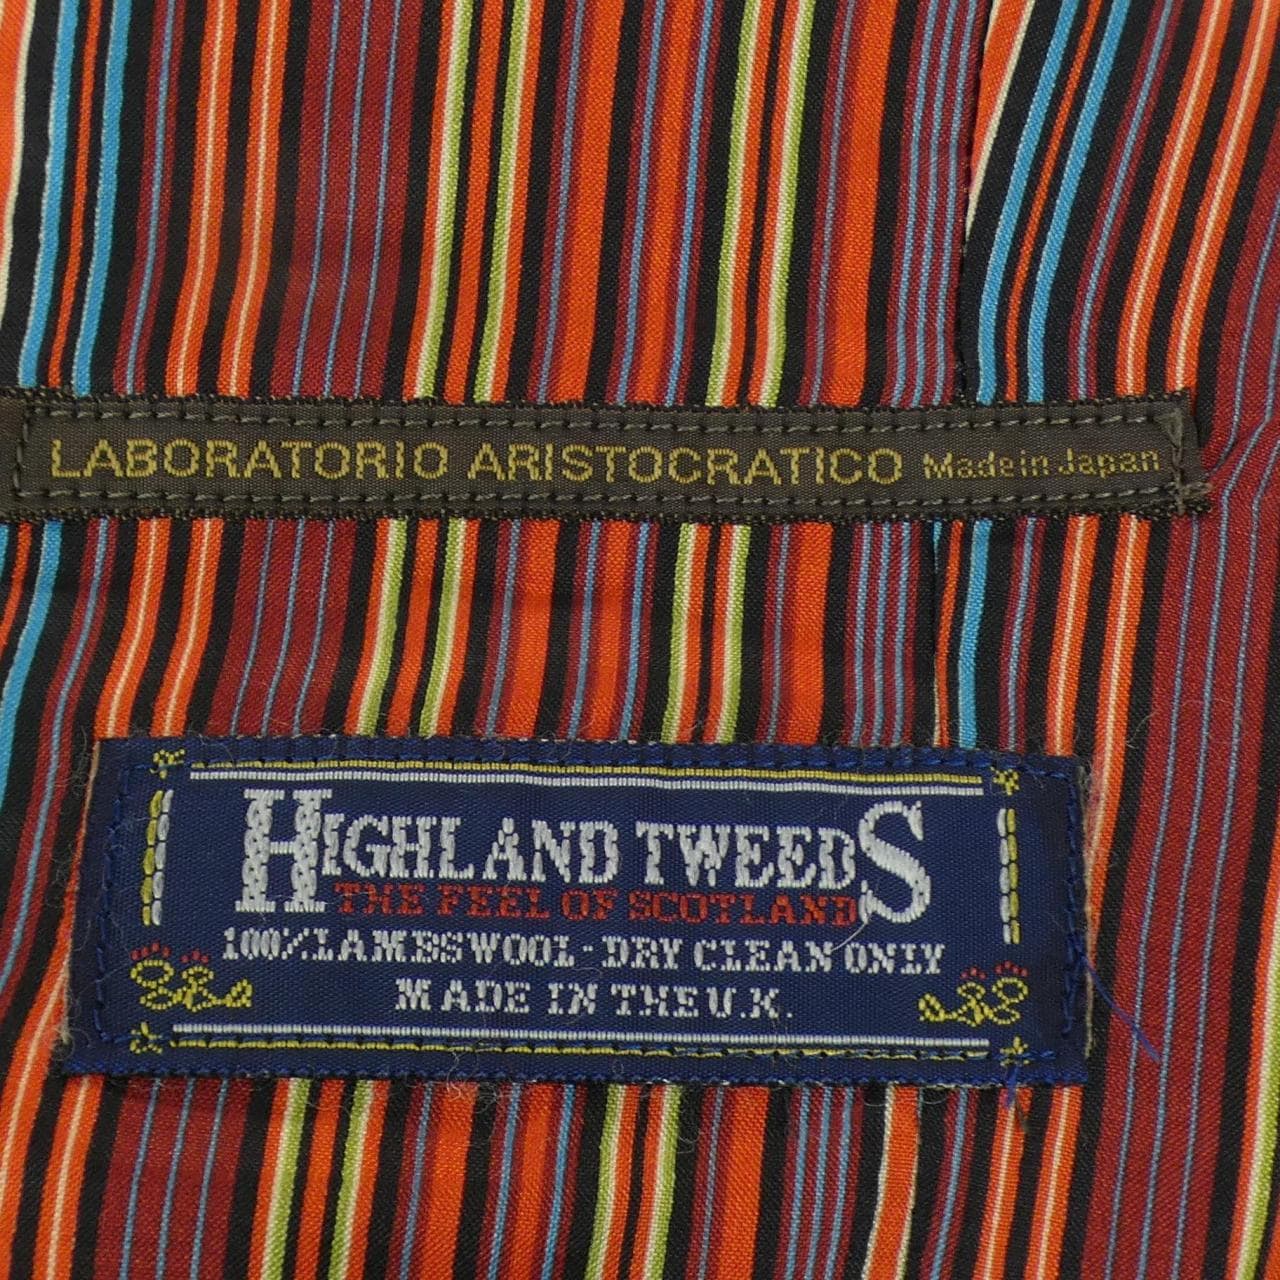 LABORATORIO ARISTOCRATICO Made in Japan
HIGHLAND TWEEDS
THE FEEL OF SCOTLAND
100% LAMBSWOOL - DRY CLEAN ONLY
MADE IN THE U.K.